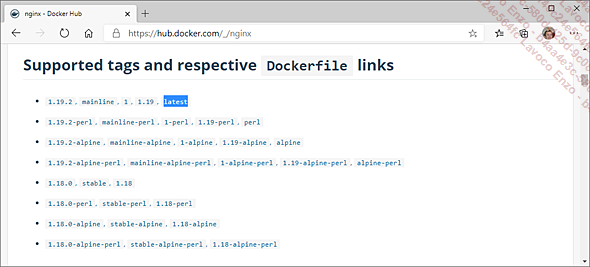 nginx - Docker Hub
https://hub.docker.com/_/nginx
Supported tags and respective Dockerfile links
1.19.2, mainline, 1, 1.19, latest
1.19.2-perl, mainline-perl, 1-perl, 1.19-perl, perl
1.19.2-alpine, mainline-alpine, 1-alpine, 1.19-alpine, alpine
1.19.2-alpine-perl, mainline-alpine-perl, 1-alpine-perl, 1.19-alpine-perl, alpine-perl
1.18.0, stable, 1.18
1.18.0-perl, stable-perl, 1.18-perl
1.18.0-alpine, stable-alpine, 1.18-alpine
1.18.0-alpine-perl, stable-alpine-perl, 1.18-alpine-perl
Lavoco Enzo